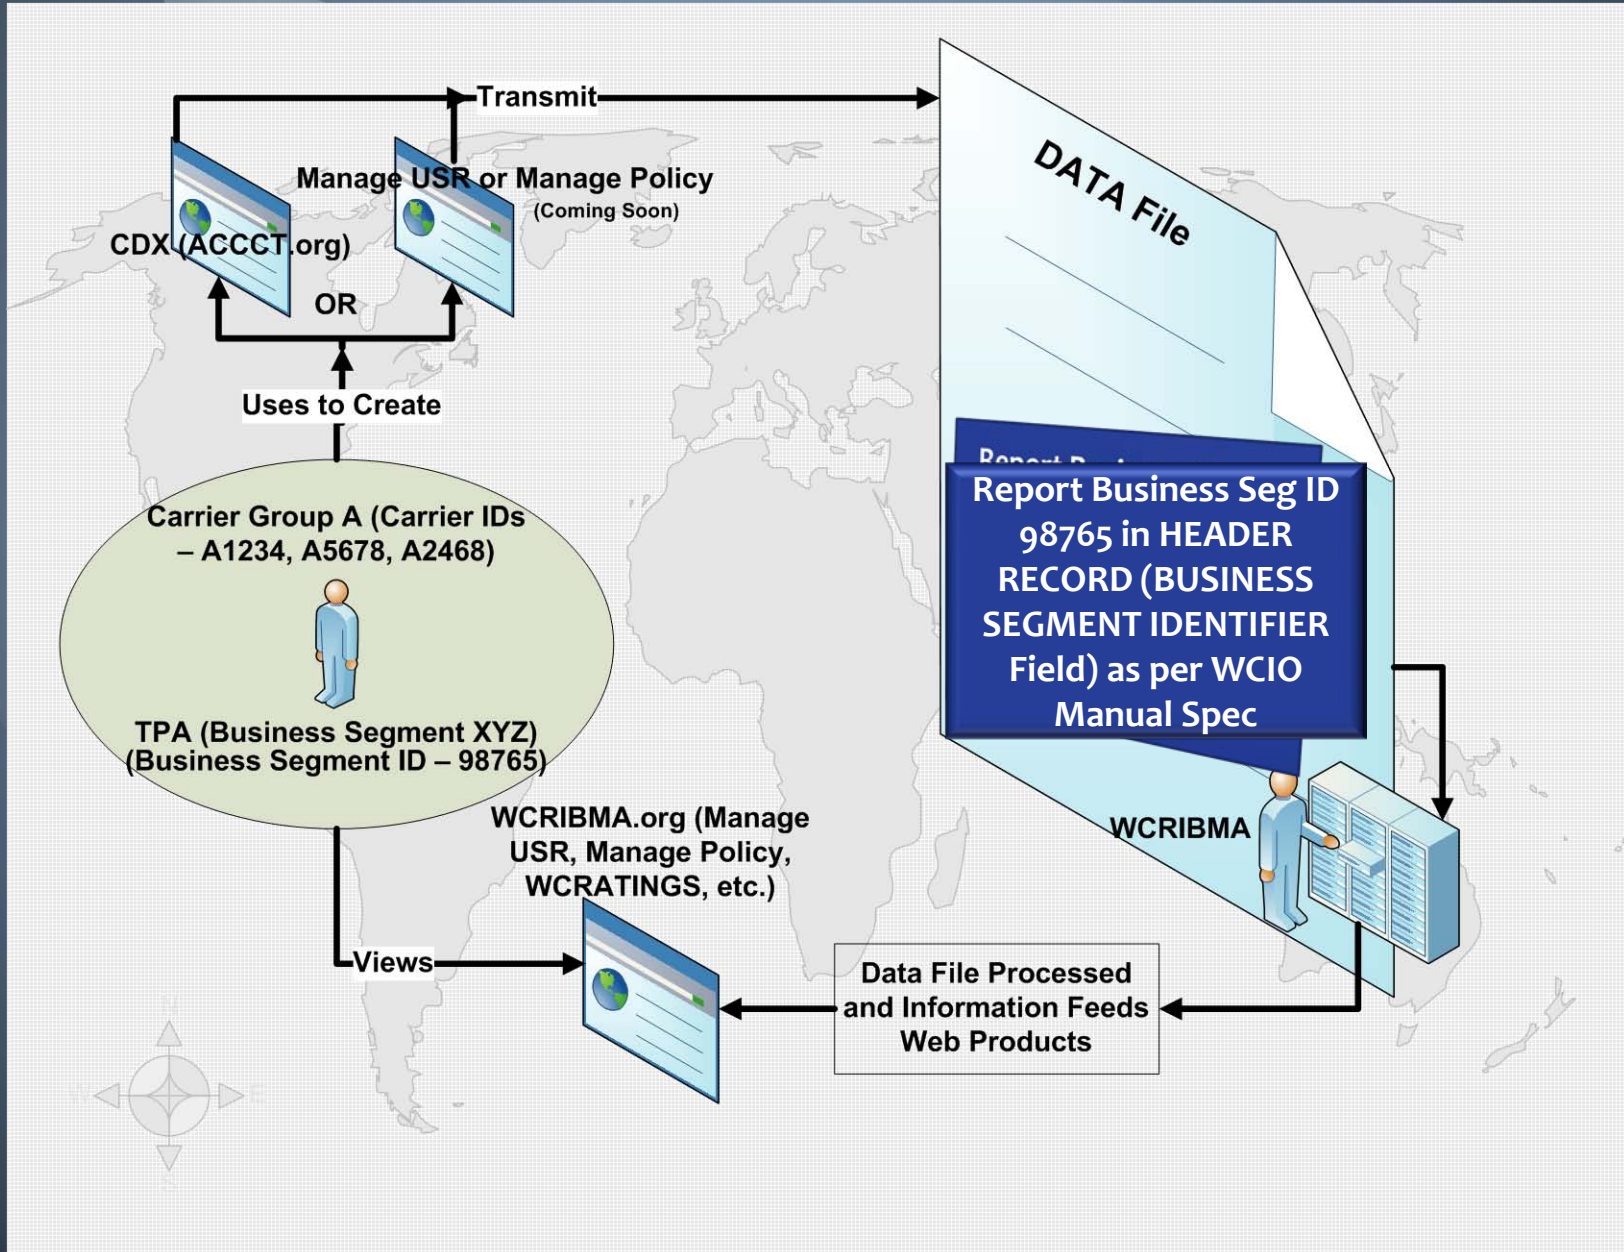 Transmit
Manage USR or Manage Policy
(Coming Soon)
CDX (ACCCT.org)
OR
Uses to Create
Carrier Group A (Carrier IDs
– A1234, A5678, A2468)
TPA (Business Segment XYZ)
(Business Segment ID – 98765)
DATA File
Report
Report Business Seg ID
98765 in HEADER
RECORD (BUSINESS
SEGMENT IDENTIFIER
Field) as per WCIO
Manual Spec
WCRIBMA
WCRIBMA.org (Manage
USR, Manage Policy,
WCRATINGS, etc.)
Views
Data File Processed
and Information Feeds
Web Products
N
W
E
S